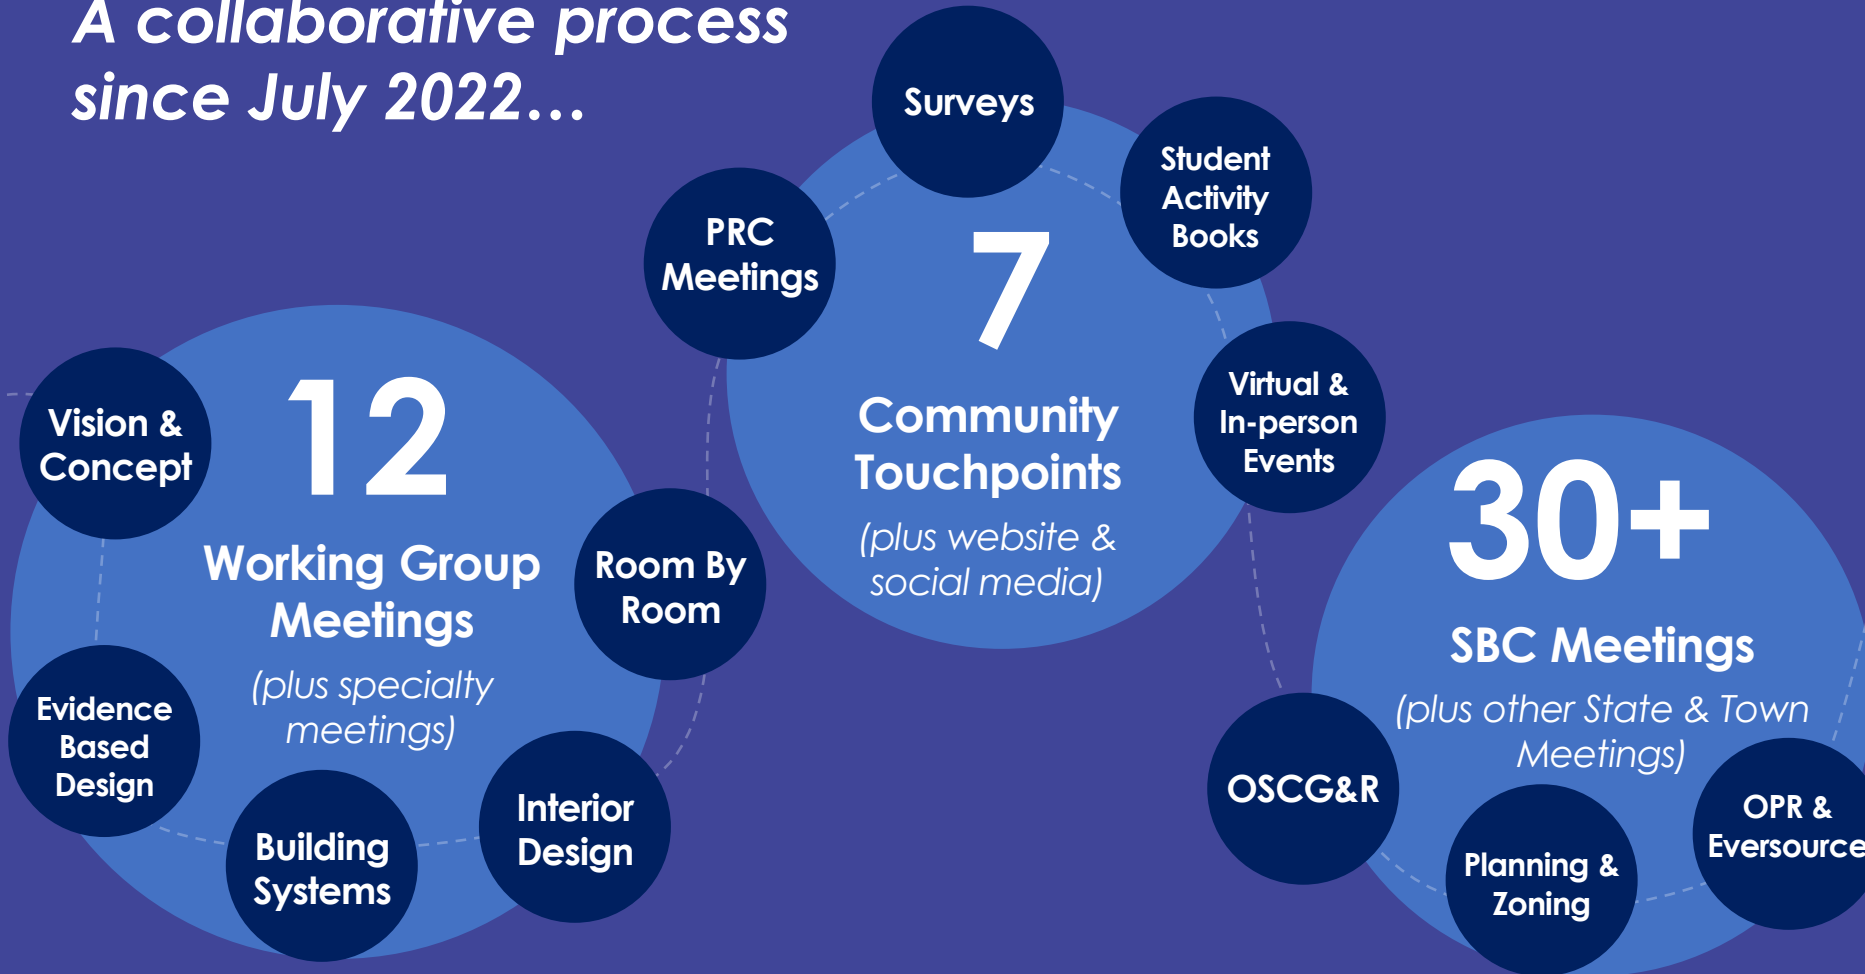 A collaborative process
since July 2022...
Vision &
Concept
12
Working Group
Meetings
(plus specialty
meetings)
Evidence
Based
Design
Building
Systems
Interior
Design
Room By
Room
PRC
Meetings
Surveys
Student
Activity
Books
Virtual &
In-person
Events
7
Community
Touchpoints
(plus website &
social media)
30+
SBC Meetings
(plus other State & Town
Meetings)
OSCG&R
Planning &
Zoning
OPR &
Eversource